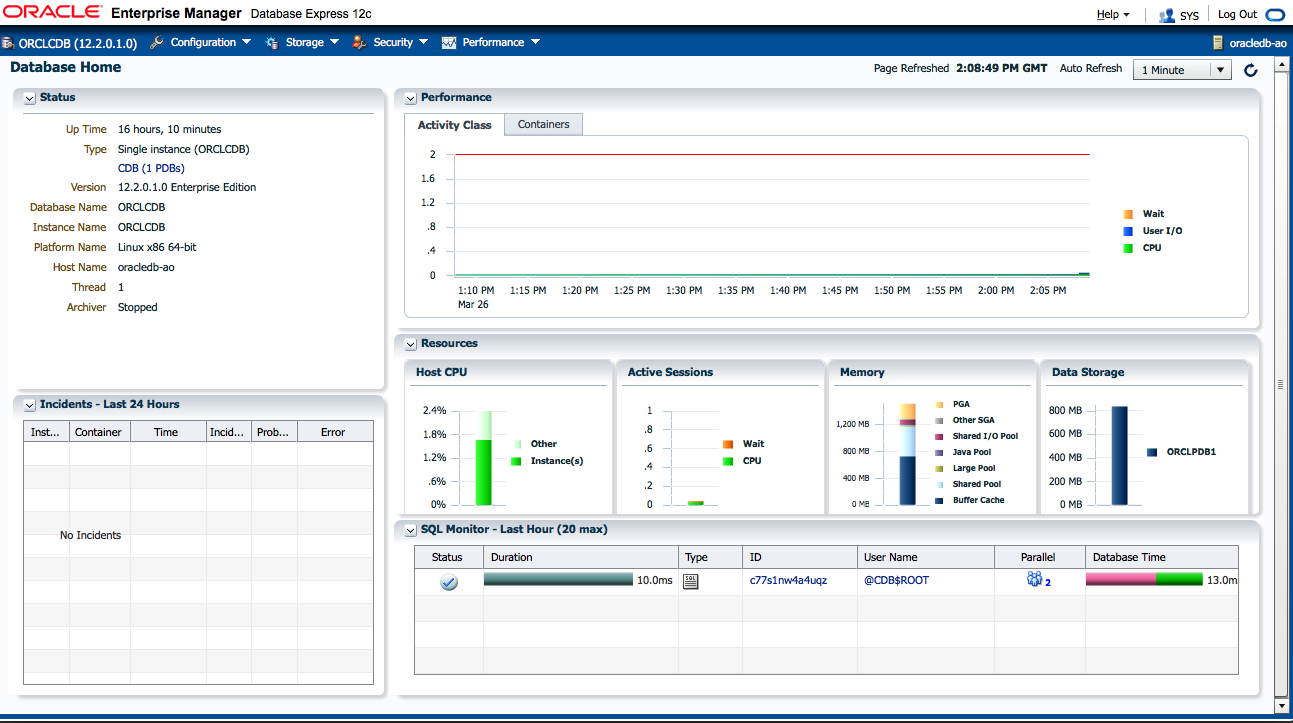 ORACLE Enterprise Manager Database Express 12c
Help SYS Log Out
ORCLCDB (12.2.0.1.0) Configuration Storage Security Performance oracledb-ao
Database Home
Page Refreshed 2:08:49 PM GMT Auto Refresh 1 Minute
Status
Up Time 16 hours, 10 minutes
Type Single instance (ORCLCDB)
CDB (1 PDBs)
Version 12.2.0.1.0 Enterprise Edition
Database Name ORCLCDB
Instance Name ORCLCDB
Platform Name Linux x86 64-bit
Host Name oracledb-ao
Thread 1
Archiver Stopped
Incidents - Last 24 Hours
Inst... Container Time Incid... Prob... Error
No Incidents
Performance
Activity Class Containers
2
1.6
1.2
.8
.4
0
1:10 PM 1:15 PM 1:20 PM 1:25 PM 1:30 PM 1:35 PM 1:40 PM 1:45 PM 1:50 PM 1:55 PM 2:00 PM 2:05 PM
Mar 26
Wait
User I/O
CPU
Resources
Host CPU
2.4%
1.8%
1.2%
.6%
0%
Other
Instance(s)
Active Sessions
1
.8
.6
.4
.2
0
Wait
CPU
Memory
1,200 MB
800 MB
400 MB
0 MB
PGA
Other SGA
Shared I/O Pool
Java Pool
Large Pool
Shared Pool
Buffer Cache
Data Storage
800 MB
600 MB
400 MB
200 MB
0 MB
ORCLPDB1
SQL Monitor - Last Hour (20 max)
Status Duration Type ID User Name Parallel Database Time
10.0ms SQL c77s1nw4a4uqz @CDB$ROOT 2 13.0m